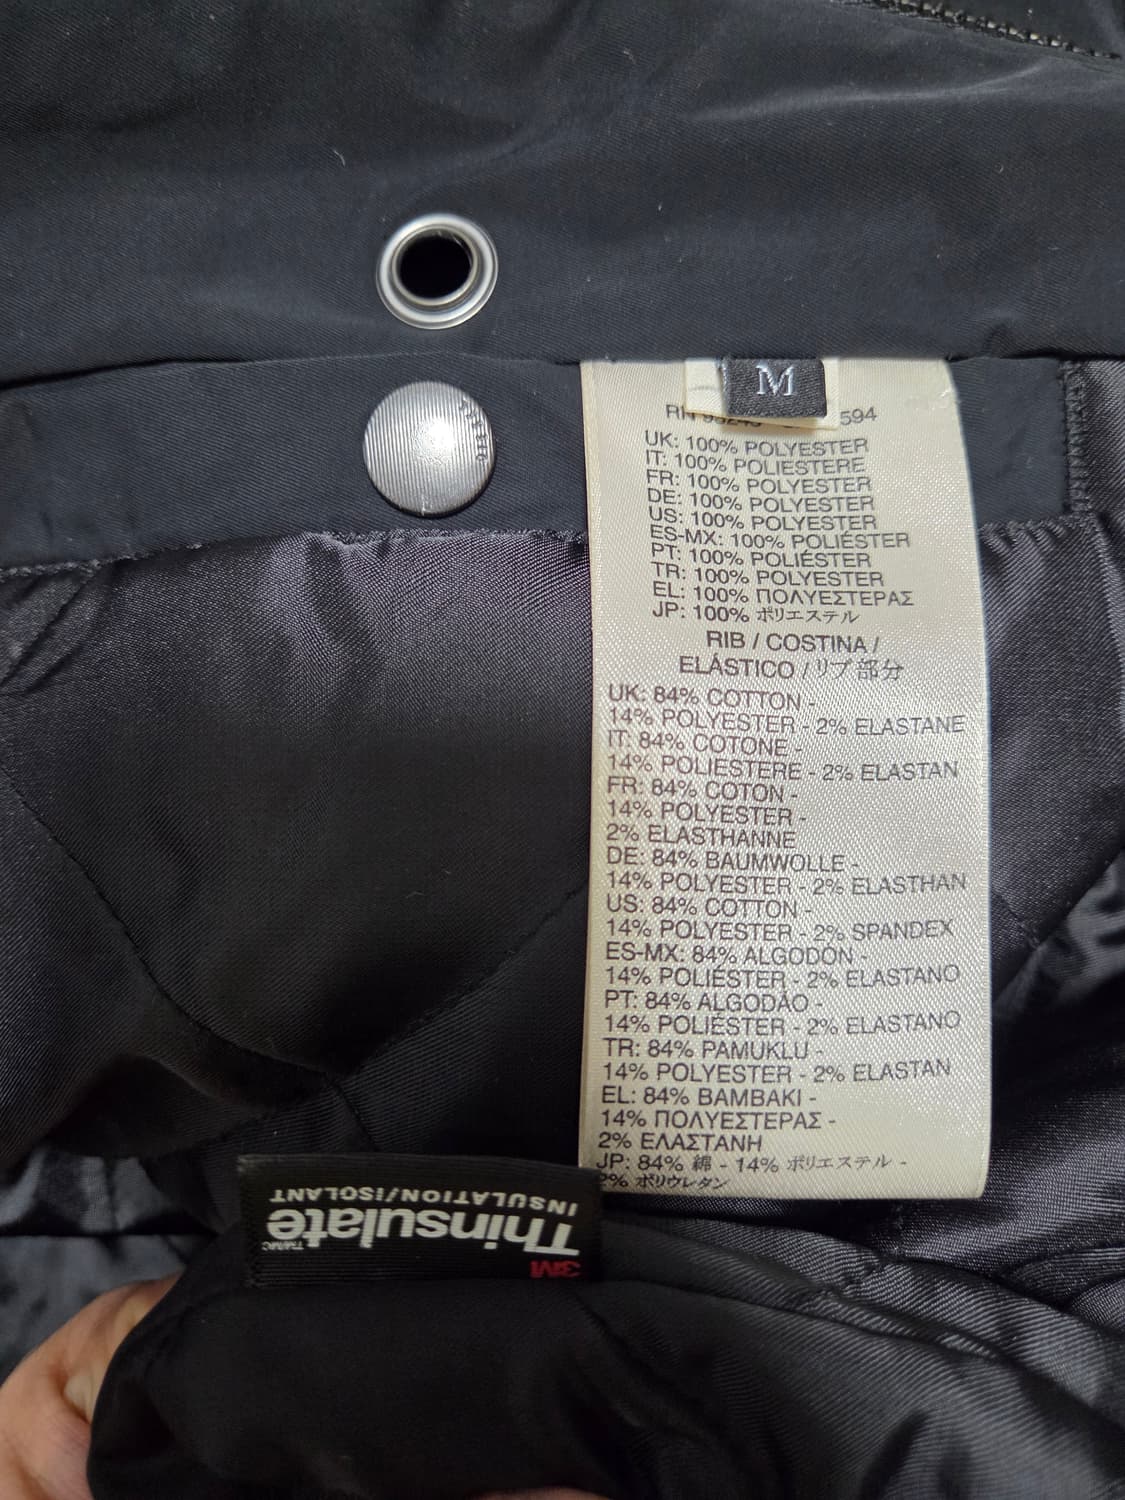 M
594
UK: 100% POLYESTER
IT: 100% POLIESTERE
FR: 100% POLYESTER
DE: 100% POLYESTER
US: 100% POLYESTER
ES-MX: 100% POLIÉSTER
PT: 100% POLIÉSTER
TR: 100% POLYESTER
EL: 100% ΠΟΛΥΕΣΤΕΡΑΣ
JP: 100% ポリエステル
RIB / COSTINA /
ELÁSTICO / リブ部分
UK: 84% COTTON -
14% POLYESTER - 2% ELASTANE
IT: 84% COTONE -
14% POLIESTERE - 2% ELASTAN
FR: 84% COTON -
14% POLYESTER -
2% ELASTHANNE
DE: 84% BAUMWOLLE -
14% POLYESTER - 2% ELASTHAN
US: 84% COTTON -
14% POLYESTER - 2% SPANDEX
ES-MX: 84% ALGODÓN -
14% POLIÉSTER - 2% ELASTANO
PT: 84% ALGODÃO -
14% POLIÉSTER - 2% ELASTANO
TR: 84% PAMUKLU -
14% POLYESTER - 2% ELASTAN
EL: 84% ΒΑΜΒΑΚΙ -
14% ΠΟΛΥΕΣΤΕΡΑΣ -
2% ΕΛΑΣΤΑΝΗ
JP: 84% 綿 - 14% ポリエステル -
2% ポリウレタン
3M
Thinsulate
INSULATION/ISOLANT